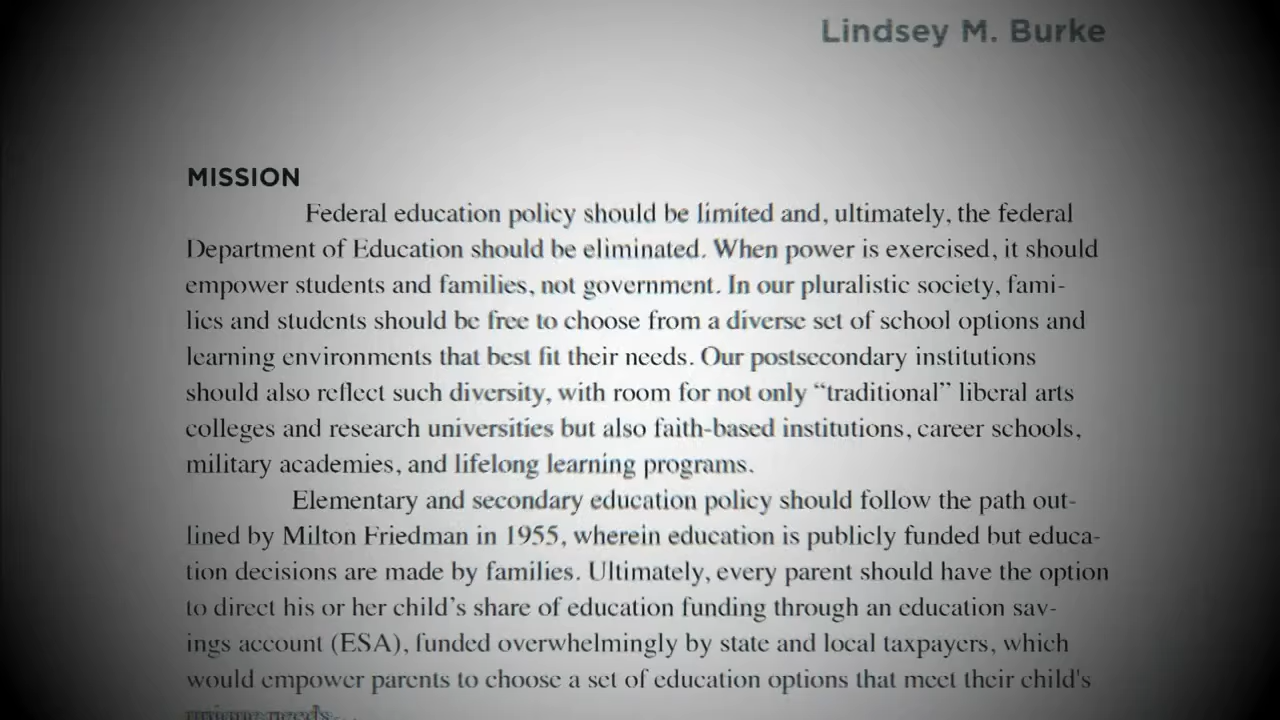 Lindsey M. Burke
MISSION
Federal education policy should be limited and, ultimately, the federal
Department of Education should be eliminated. When power is exercised, it should
empower students and families, not government. In our pluralistic society, fami-
lies and students should be free to choose from a diverse set of school options and
learning environments that best fit their needs. Our postsecondary institutions
should also reflect such diversity, with room for not only “traditional” liberal arts
colleges and research universities but also faith-based institutions, career schools,
military academies, and lifelong learning programs.
Elementary and secondary education policy should follow the path out-
lined by Milton Friedman in 1955, wherein education is publicly funded but educa-
tion decisions are made by families. Ultimately, every parent should have the option
to direct his or her child’s share of education funding through an education sav-
ings account (ESA), funded overwhelmingly by state and local taxpayers, which
would empower parents to choose a set of education options that meet their child's